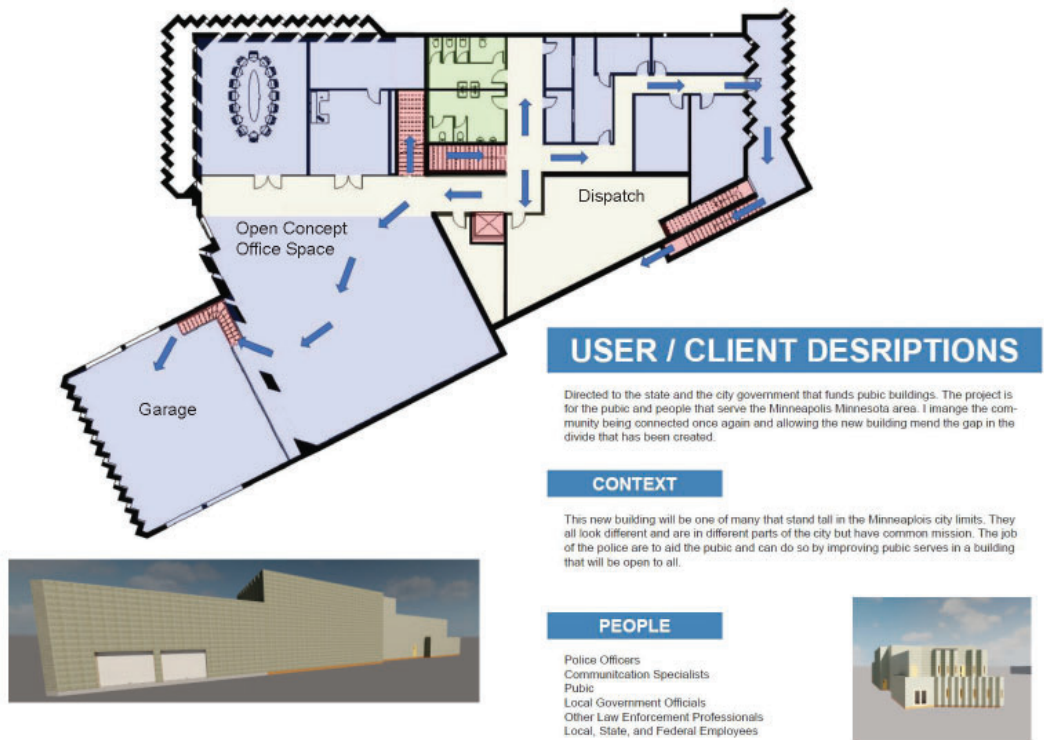 Dispatch
Open Concept
Office Space
Garage
USER / CLIENT DESRIPTIONS
Directed to the state and the city government that funds pubic buildings. The project is
for the pubic and people that serve the Minneapolis Minnesota area. I imange the com-
munity being connected once again and allowing the new building mend the gap in the
divide that has been created.
CONTEXT
This new building will be one of many that stand tall in the Minneaplois city limits. They
all look different and are in different parts of the city but have common mission. The job
of the police are to aid the pubic and can do so by improving pubic serves in a building
that will be open to all.
PEOPLE
Police Officers
Communitcation Specialists
Pubic
Local Government Officials
Other Law Enforcement Professionals
Local, State, and Federal Employees